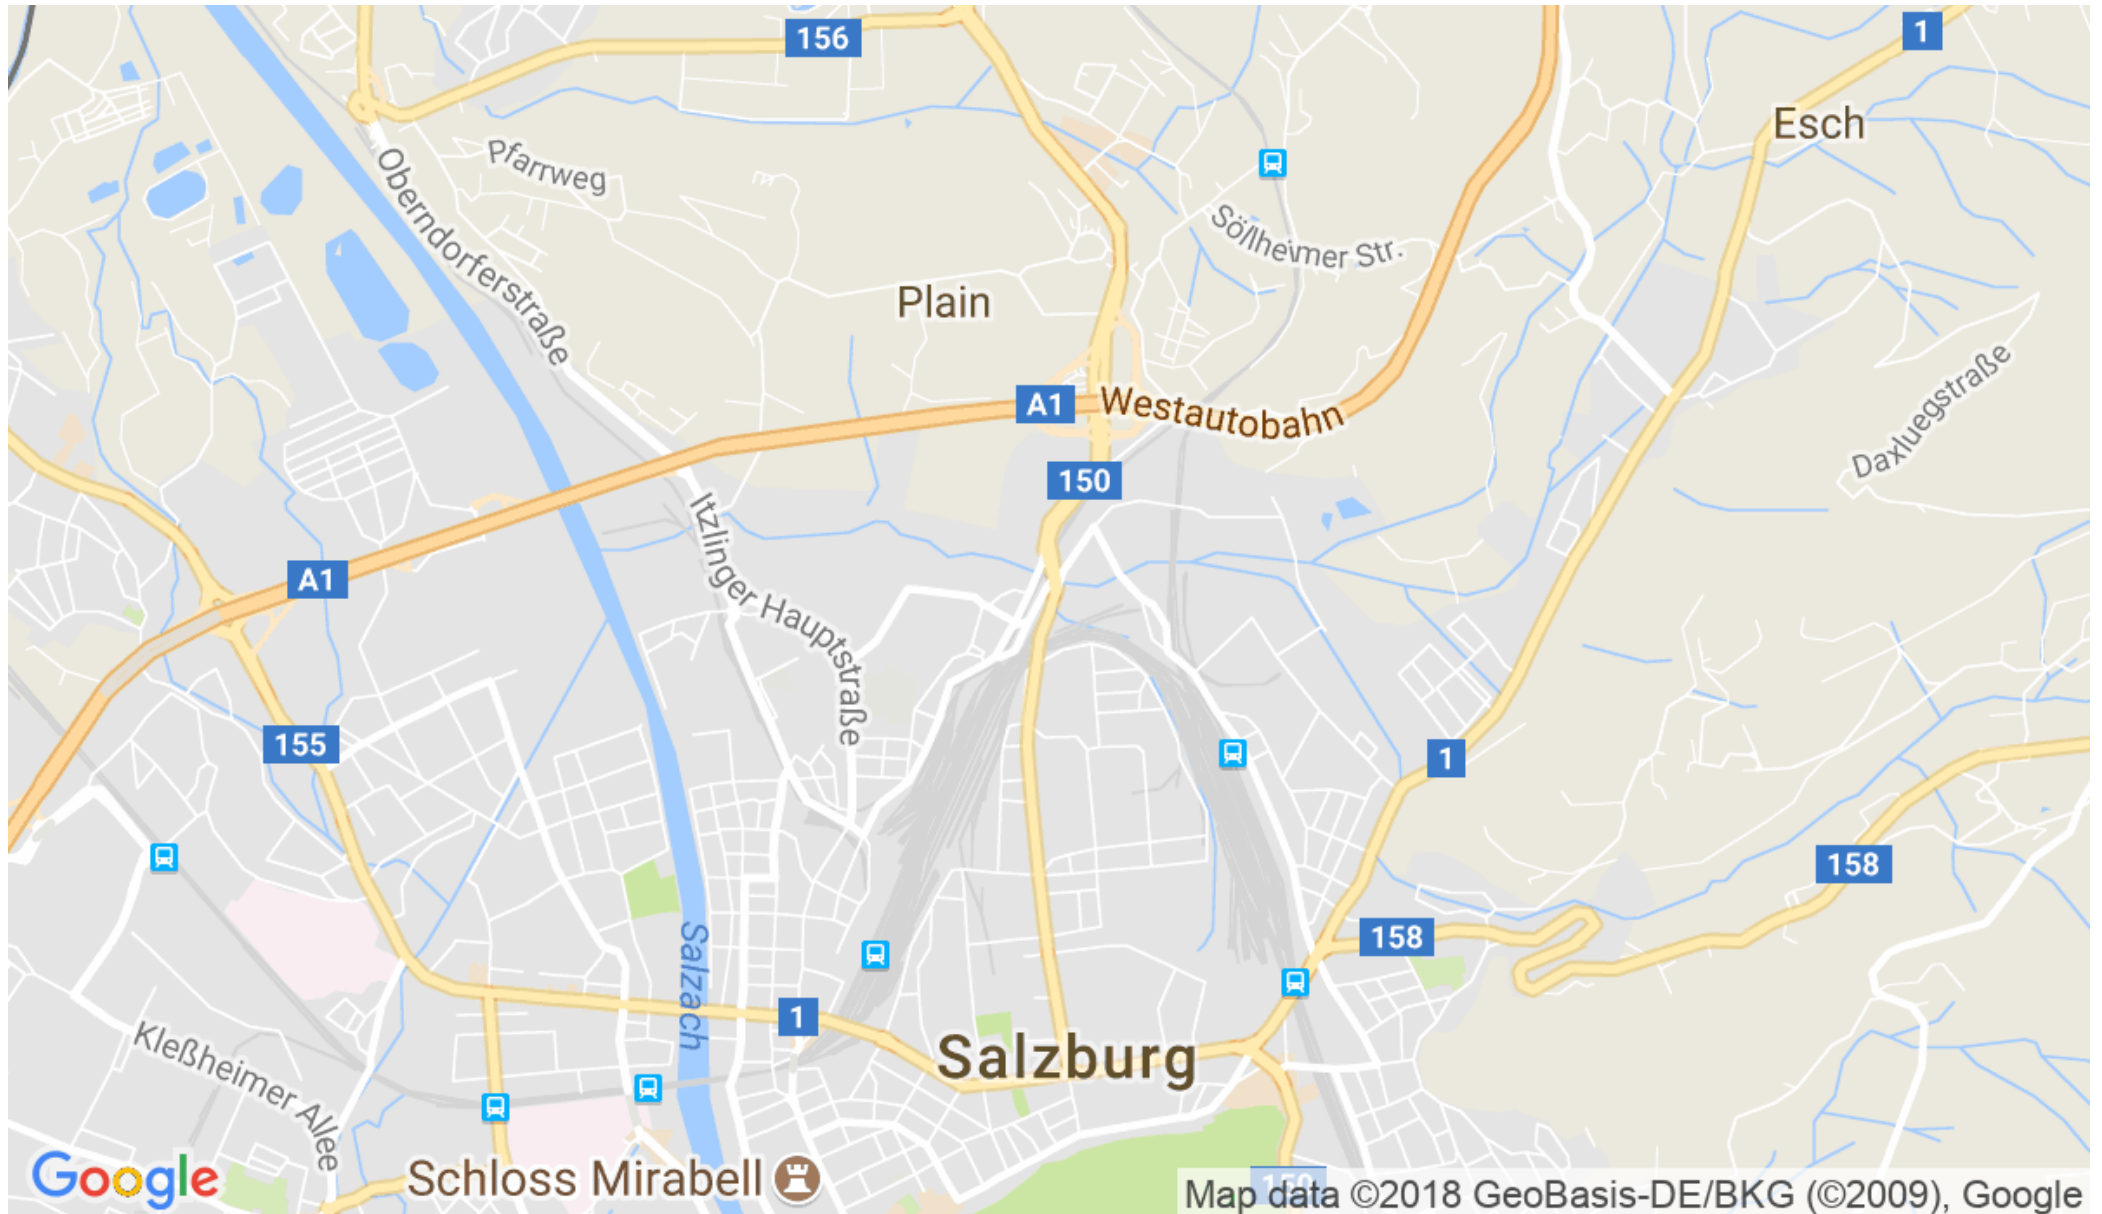 156
1
Esch
Pfarrweg
Oberndorferstraße
Söllheimer Str.
Plain
A1
Westautobahn
Daxluegstraße
150
Itzlinger Hauptstraße
A1
155
1
158
158
Salzach
1
Salzburg
Kleßheimer Allee
Schloss Mirabell
Google
150
Map data ©2018 GeoBasis-DE/BKG (©2009), Google